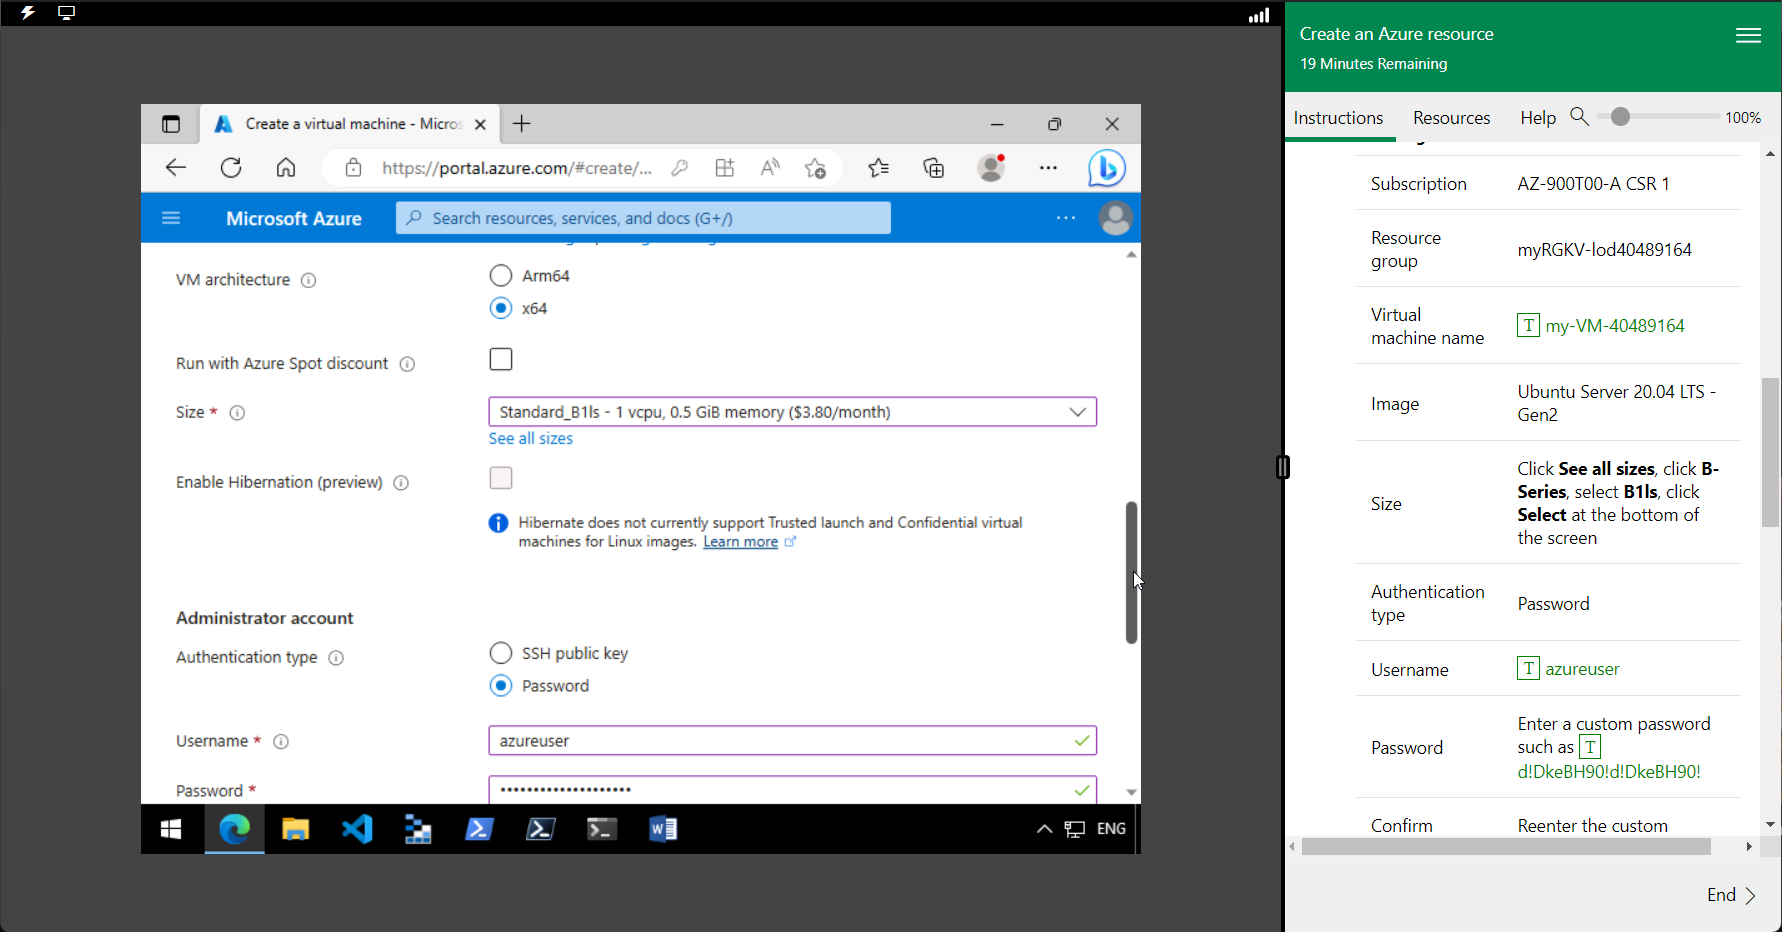 Create a virtual machine - Micros
https://portal.azure.com/#create/...
Microsoft Azure
Search resources, services, and docs (G+/)
VM architecture
Arm64
x64
Run with Azure Spot discount
Size *
Standard_B1ls - 1 vcpu, 0.5 GiB memory ($3.80/month)
See all sizes
Enable Hibernation (preview)
Hibernate does not currently support Trusted launch and Confidential virtual
machines for Linux images. Learn more
Administrator account
Authentication type
SSH public key
Password
Username *
azureuser
Password *
••••••••••••••••••••
ENG
Create an Azure resource
19 Minutes Remaining
Instructions Resources Help 100%
Subscription
AZ-900T00-A CSR 1
Resource
group
myRGKV-lod40489164
Virtual
machine name
T my-VM-40489164
Image
Ubuntu Server 20.04 LTS -
Gen2
Size
Click See all sizes, click B-
Series, select B1ls, click
Select at the bottom of
the screen
Authentication
type
Password
Username
T azureuser
Password
Enter a custom password
such as T
d!DkeBH90!d!DkeBH90!
Confirm
Reenter the custom
End